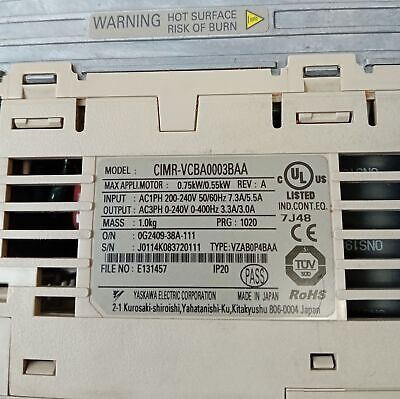 WARNING HOT SURFACE
RISK OF BURN
MODEL : CIMR-VCBA0003BAA
MAX APPLI.MOTOR : 0.75kW/0.55kW REV : A
INPUT : AC1PH 200-240V 50/60Hz 7.3A/5.5A
OUTPUT : AC3PH 0-240V 0-400Hz 3.3A/3.0A
MASS : 1.0kg PRG : 1020
O/N : 0G2409-38A-111
S/N : J0114K083720111 TYPE : VZAB0P4BAA
FILE NO : E131457 IP20 PASS
YASKAWA ELECTRIC CORPORATION MADE IN JAPAN
2-1 Kurosaki-shiroishi, Yahatanishi-Ku, Kitakyushu 806-0004 Japan
C UL US
LISTED
IND.CONT.EQ.
7J48
TÜV
RoHS